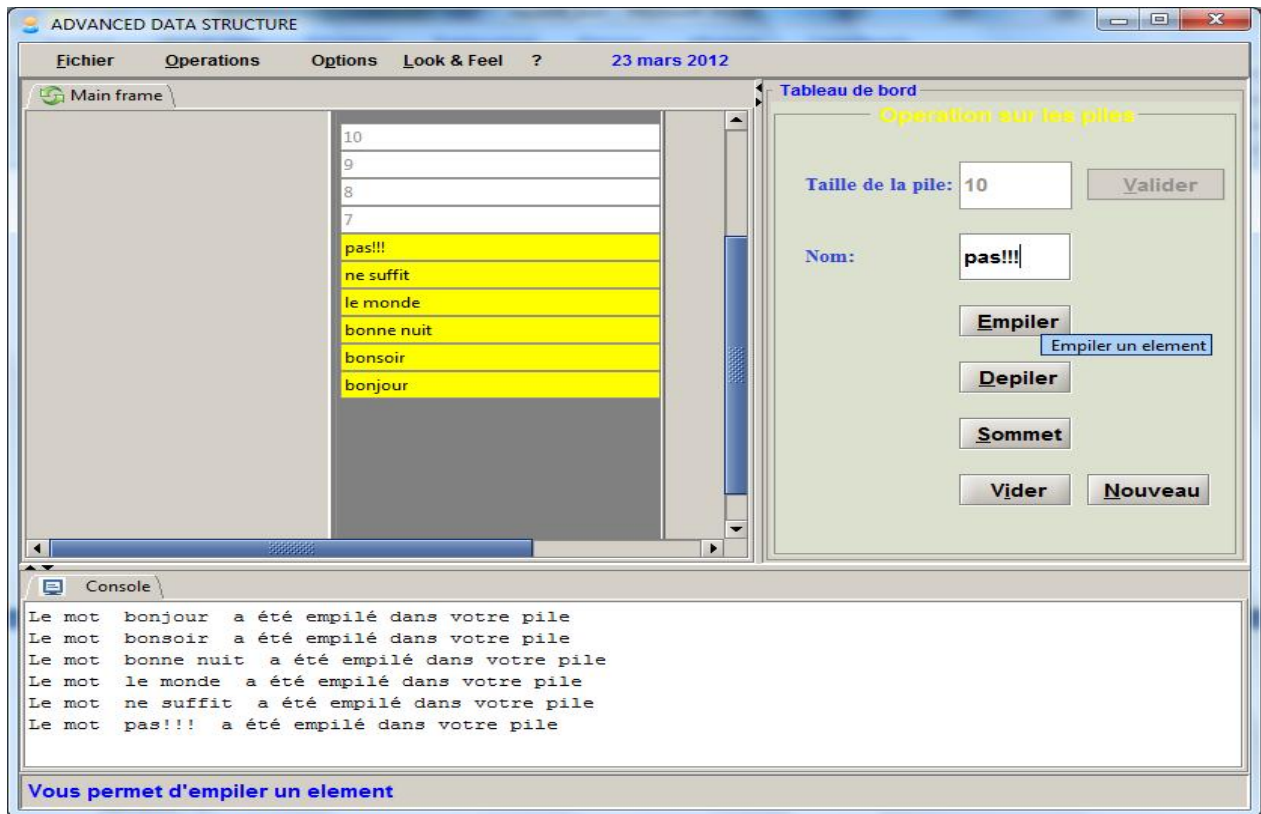 ADVANCED DATA STRUCTURE
Fichier Operations Options Look & Feel ? 23 mars 2012
Main frame
10
9
8
7
pas!!!
ne suffit
le monde
bonne nuit
bonsoir
bonjour
Tableau de bord
Operation sur les piles
Taille de la pile: 10 Valider
Nom: pas!!!
Empiler
Empiler un element
Depiler
Sommet
Vider Nouveau
Console
Le mot bonjour a été empilé dans votre pile
Le mot bonsoir a été empilé dans votre pile
Le mot bonne nuit a été empilé dans votre pile
Le mot le monde a été empilé dans votre pile
Le mot ne suffit a été empilé dans votre pile
Le mot pas!!! a été empilé dans votre pile
Vous permet d'empiler un element